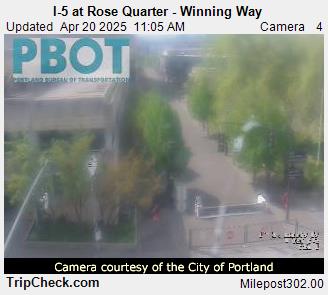 I-5 at Rose Quarter - Winning Way
Updated Apr 20 2025 11:05 AM Camera 4
PBOT
PORTLAND BUREAU OF TRANSPORTATION
Camera courtesy of the City of Portland
TripCheck.com Milepost302.00